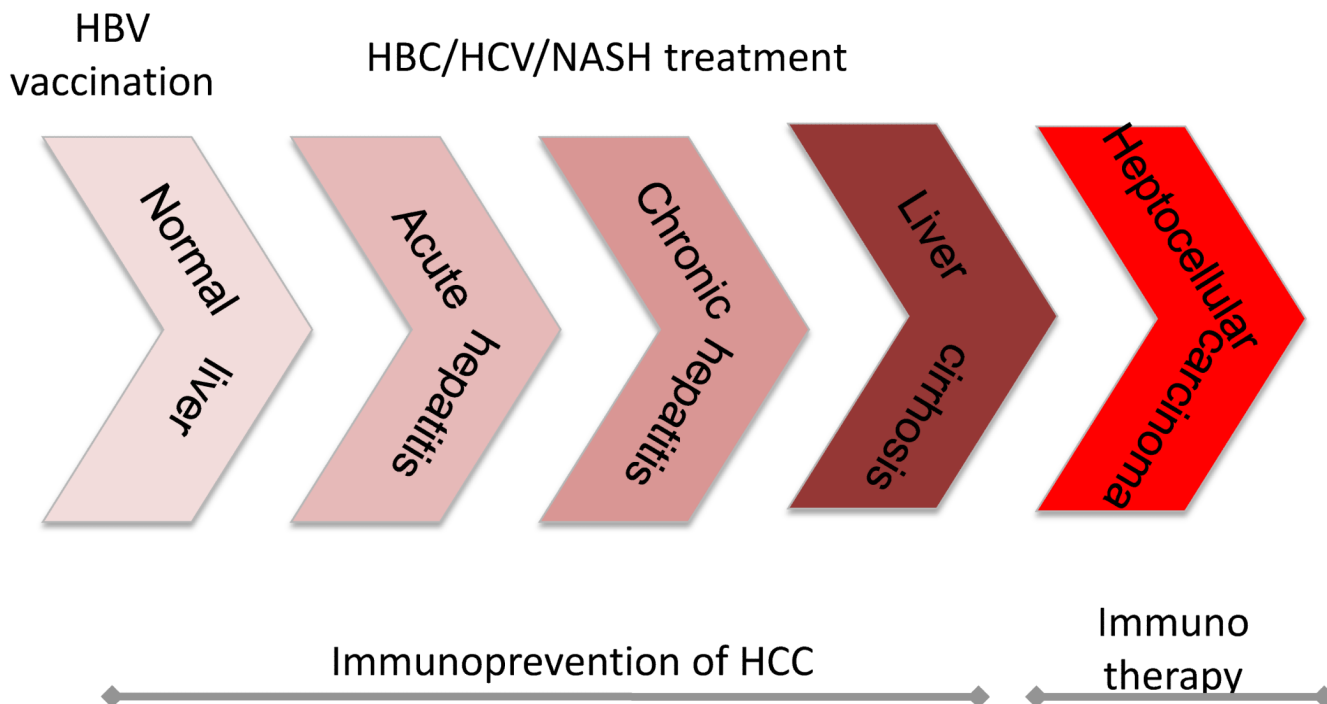 HBV
vaccination
HBC/HCV/NASH treatment
Normal
liver
Acute
hepatitis
Chronic
hepatitis
Liver
cirrhosis
Heptocellular
carcinoma
Immunoprevention of HCC
Immuno
therapy